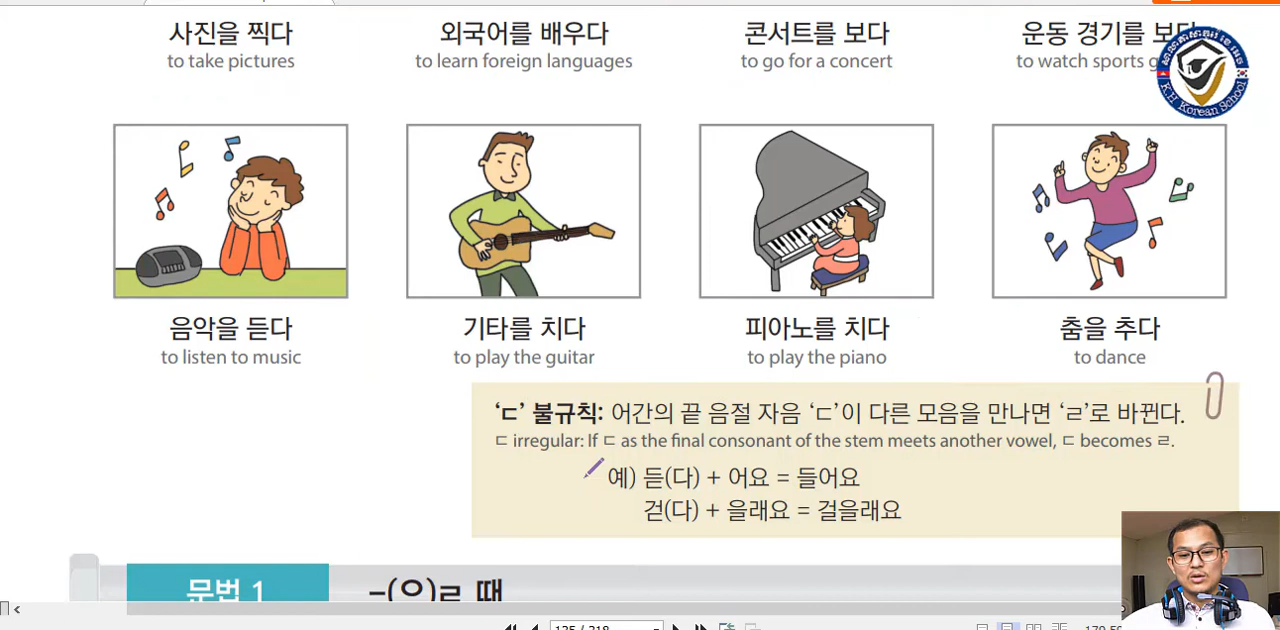 사진을 찍다
to take pictures
외국어를 배우다
to learn foreign languages
콘서트를 보다
to go for a concert
운동 경기를 보다
to watch sports
K.H Korean School
음악을 듣다
to listen to music
기타를 치다
to play the guitar
피아노를 치다
to play the piano
춤을 추다
to dance
‘ㄷ’ 불규칙: 어간의 끝 음절 자음 ‘ㄷ’이 다른 모음을 만나면 ‘ㄹ’로 바뀐다.
ㄷ irregular: If ㄷ as the final consonant of the stem meets another vowel, ㄷ becomes ㄹ.
예) 듣(다) + 어요 = 들어요
걷(다) + 을래요 = 걸을래요
문법 1
-(으)ㄹ 때